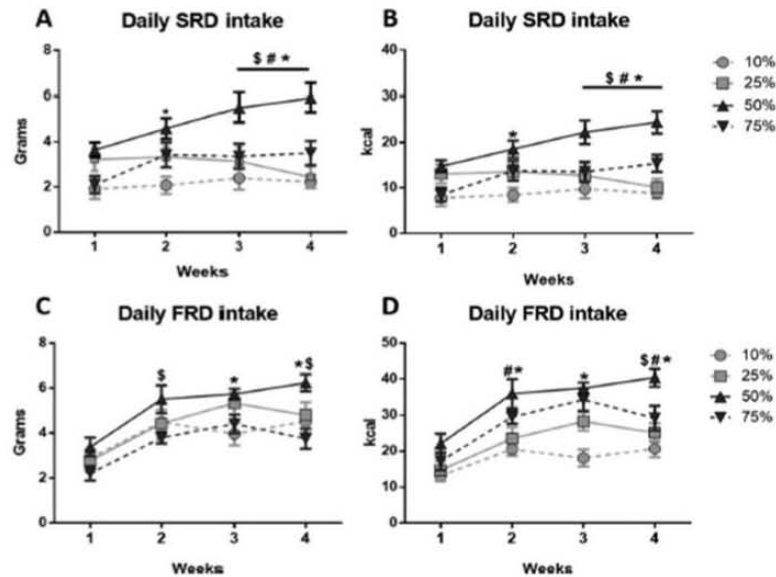 A
Daily SRD intake
8
6
4
2
0
Grams
$ # *
*
1 2 3 4
Weeks
B
Daily SRD intake
40
30
20
10
0
kcal
$ # *
*
1 2 3 4
Weeks
10%
25%
50%
75%
C
Daily FRD intake
8
6
4
2
0
Grams
$
*
*$
1 2 3 4
Weeks
D
Daily FRD intake
50
40
30
20
10
0
kcal
#*
*
$#*
1 2 3 4
Weeks
10%
25%
50%
75%